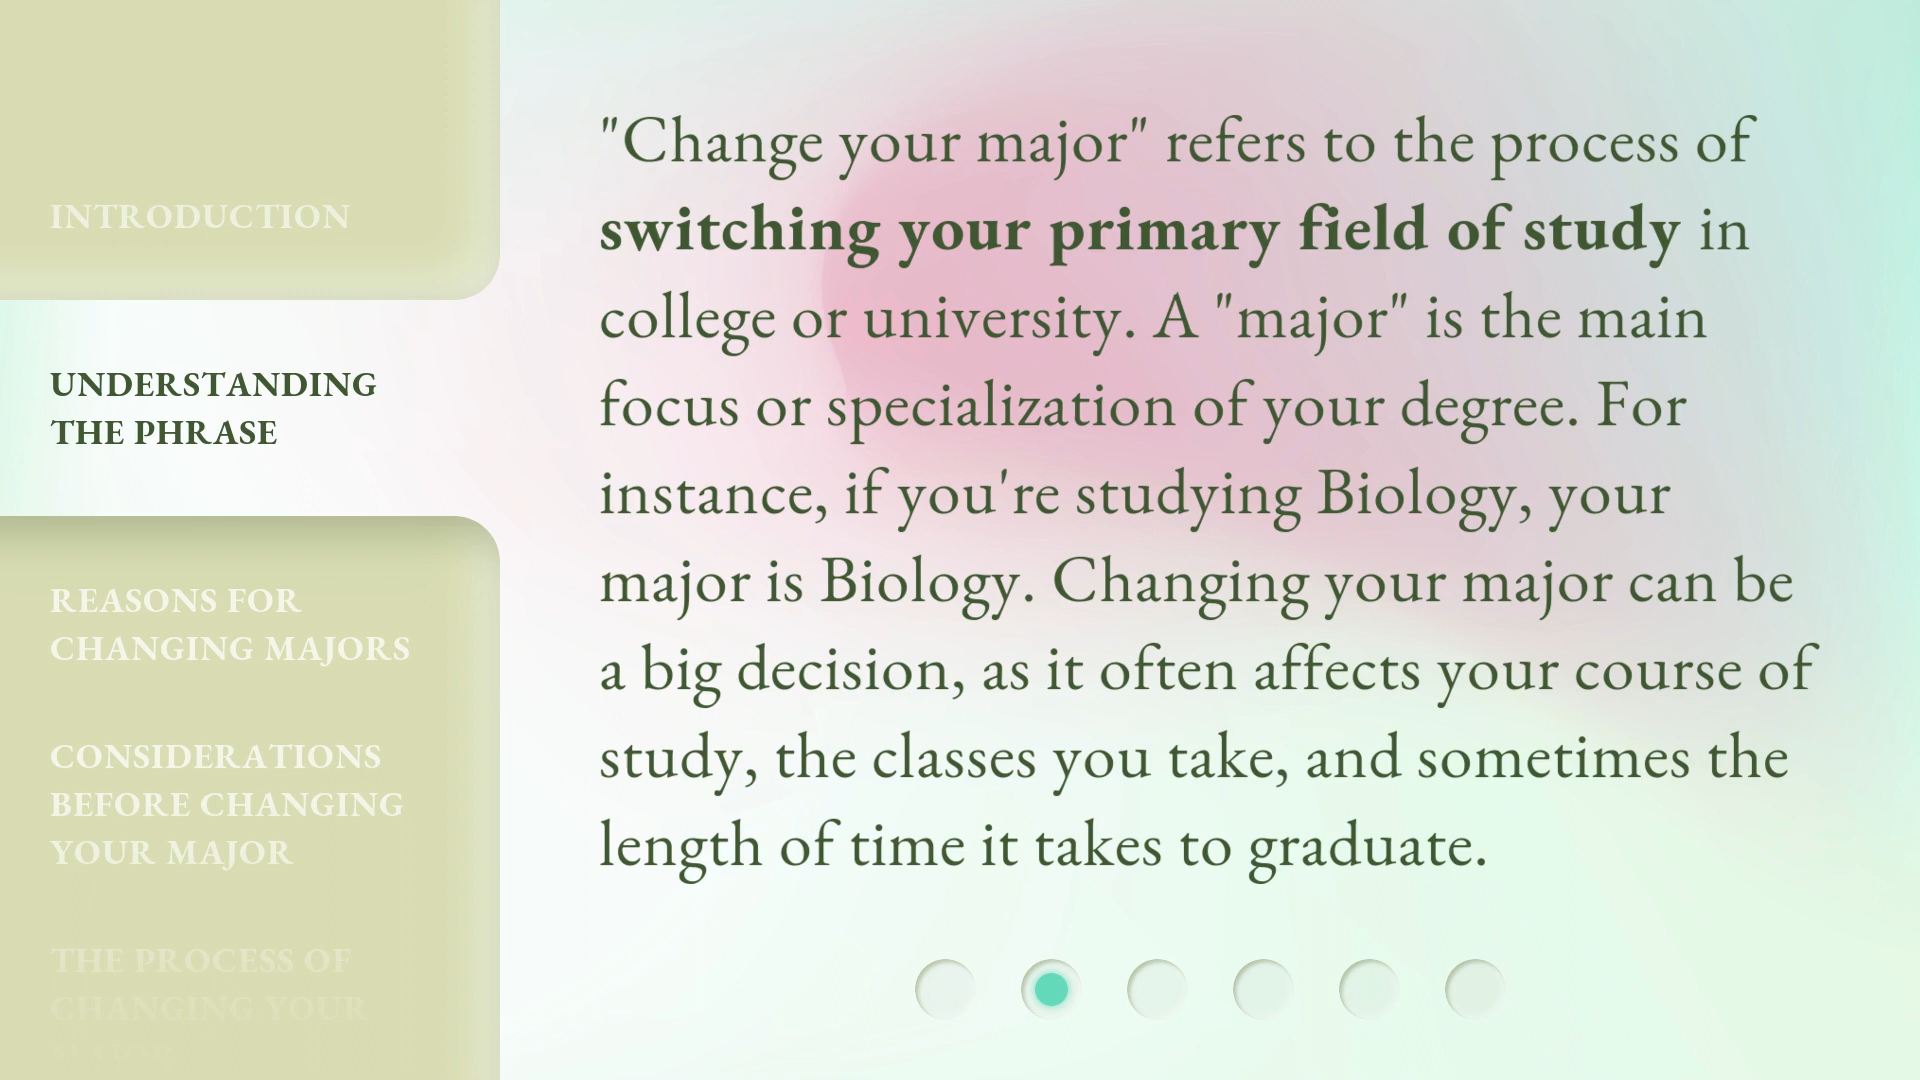 INTRODUCTION
UNDERSTANDING
THE PHRASE
REASONS FOR
CHANGING MAJORS
CONSIDERATIONS
BEFORE CHANGING
YOUR MAJOR
THE PROCESS OF
CHANGING YOUR
MAJOR
"Change your major" refers to the process of
switching your primary field of study in
college or university. A "major" is the main
focus or specialization of your degree. For
instance, if you're studying Biology, your
major is Biology. Changing your major can be
a big decision, as it often affects your course of
study, the classes you take, and sometimes the
length of time it takes to graduate.